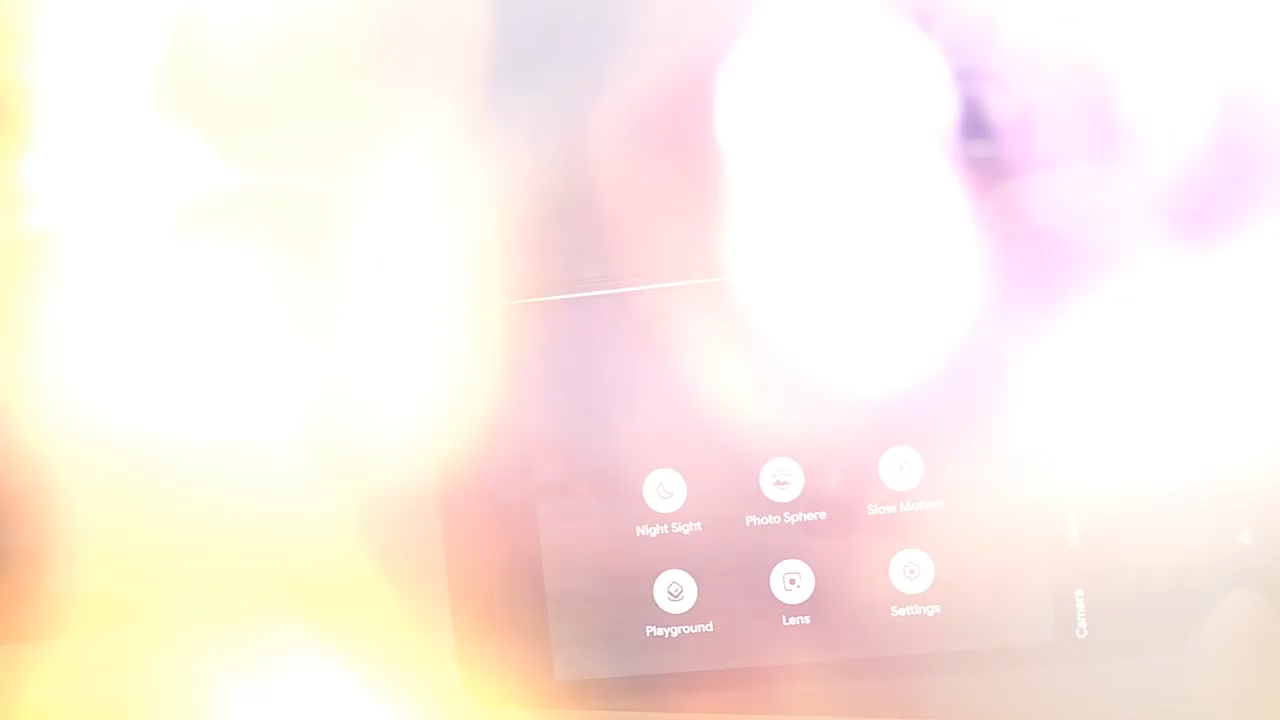 Night Sight
Photo Sphere
Slow Motion
Playground
Lens
Settings
Camera